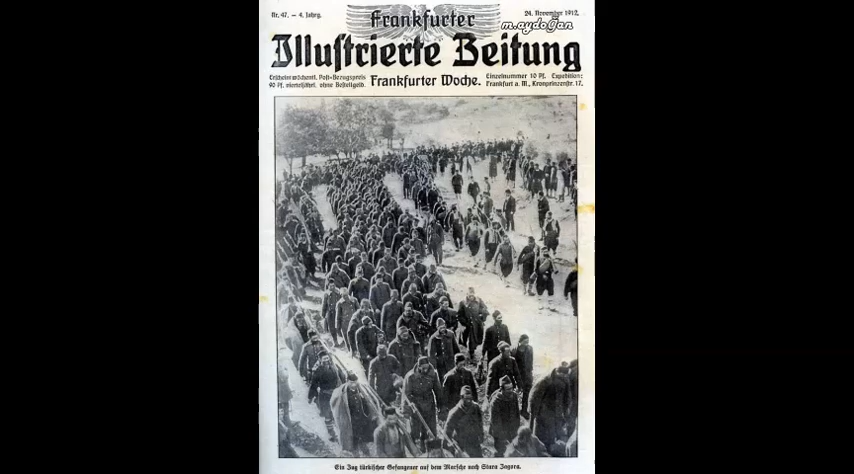 Nr. 47. – 4. Jahrg.
Frankfurter
24. November 1912.
m.aydoğan
Illustrierte Zeitung
Erscheint wöchentl. Post-Bezugspreis
90 Pf. vierteljährl. ohne Bestellgeld.
Frankfurter Woche.
Einzelnummer 10 Pf. Expedition:
Frankfurt a. M., Kronprinzenstr. 17.
Ein Zug türkischer Gefangener auf dem Marsche nach Stara Zagora.